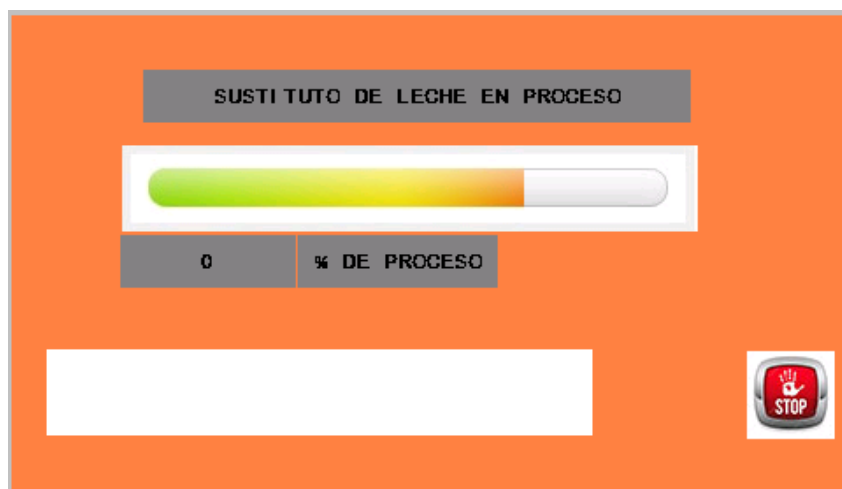 SUSTITUTO DE LECHE EN PROCESO
0 % DE PROCESO
STOP